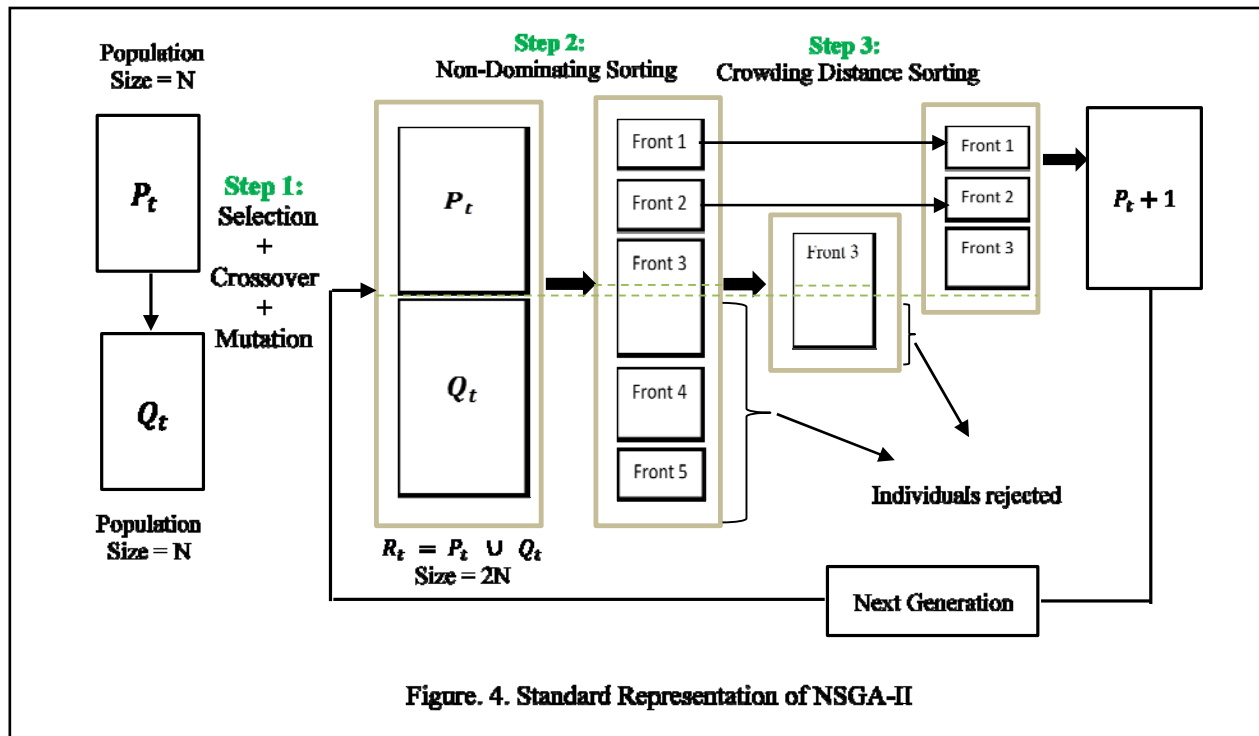 Population
Size = N
P_t
Q_t
Population
Size = N
Step 1:
Selection
+
Crossover
+
Mutation
P_t
Q_t
R_t = P_t ∪ Q_t
Size = 2N
Step 2:
Non-Dominating Sorting
Front 1
Front 2
Front 3
Front 4
Front 5
Step 3:
Crowding Distance Sorting
Front 3
Front 1
Front 2
Front 3
P_t + 1
Individuals rejected
Next Generation
Figure. 4. Standard Representation of NSGA-II